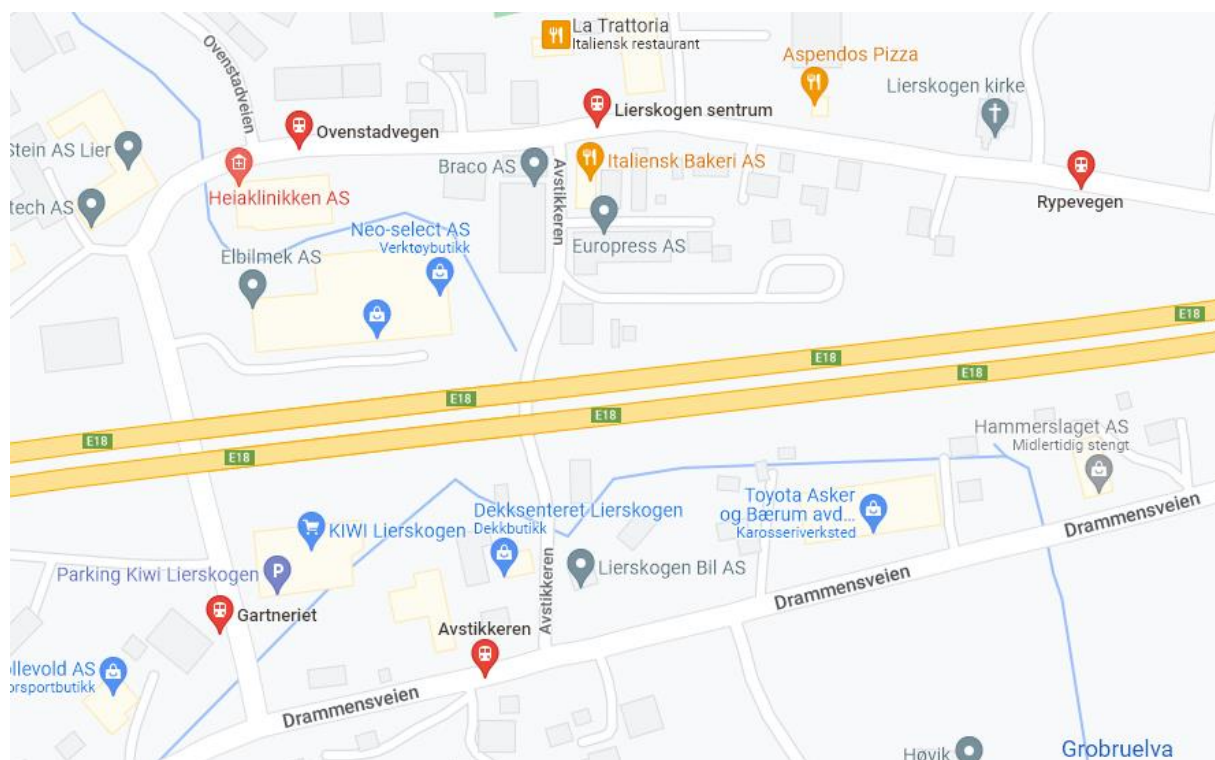 La Trattoria
Italiensk restaurant
Aspendos Pizza
Ovenstadveien
Lierskogen kirke
Lierskogen sentrum
Ovenstadvegen
Stein AS Lier
Braco AS
Italiensk Bakeri AS
Avstikkeren
Heiaklinikken AS
Rypevegen
tech AS
Neo-select AS
Verktøybutikk
Europress AS
Elbilmek AS
E18
E18
E18
E18
E18
E18
E18
Hammerslaget AS
Midlertidig stengt
Toyota Asker
og Bærum avd...
Karosseriverksted
Dekksenteret Lierskogen
Dekkbutikk
KIWI Lierskogen
Drammensveien
Parking Kiwi Lierskogen
Lierskogen Bil AS
Drammensveien
Avstikkeren
Gartneriet
Avstikkeren
ollevold AS
orsportbutikk
Drammensveien
Høvik
Grobruelva